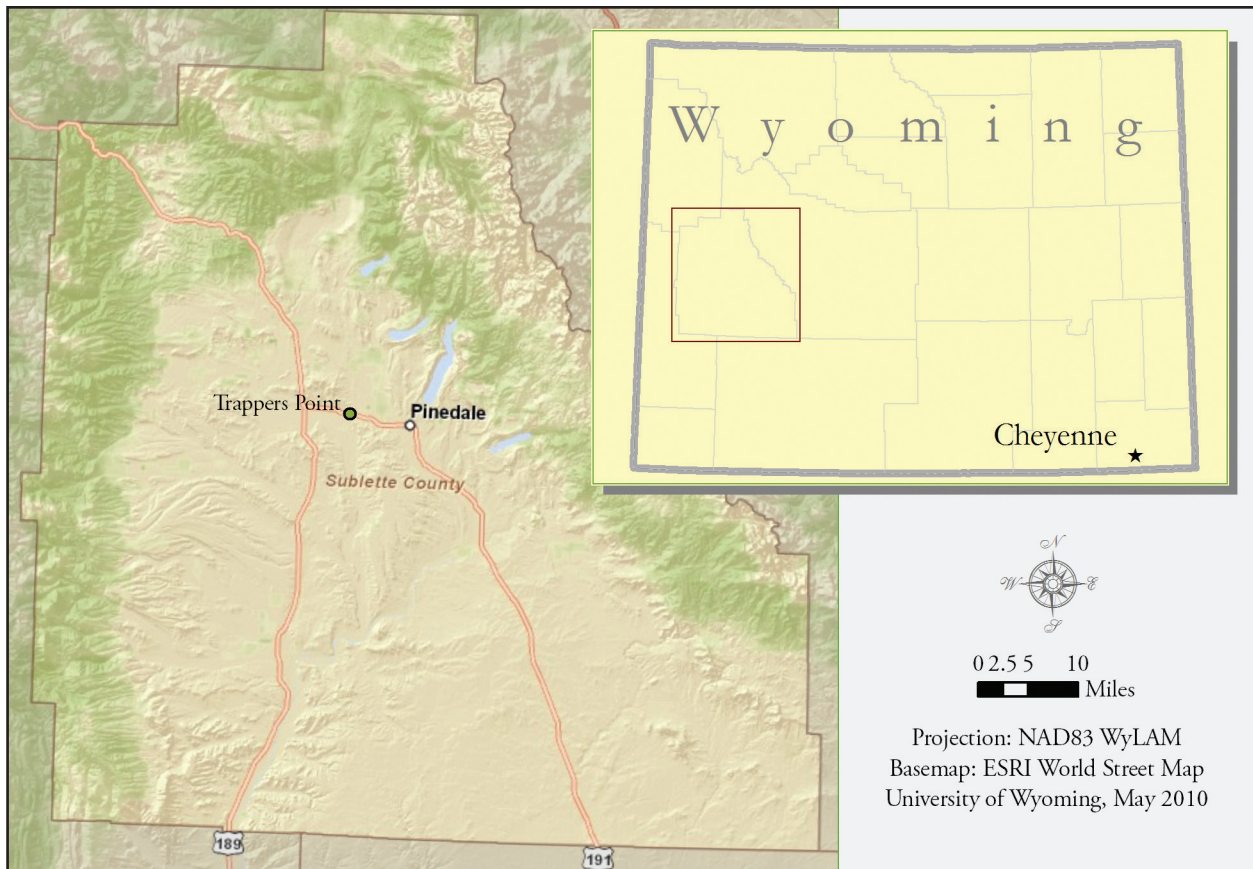 W y o m i n g
Cheyenne
Trappers Point
Pinedale
Sublette County
189
191
N
W E
S
0 2.5 5 10
Miles
Projection: NAD83 WyLAM
Basemap: ESRI World Street Map
University of Wyoming, May 2010